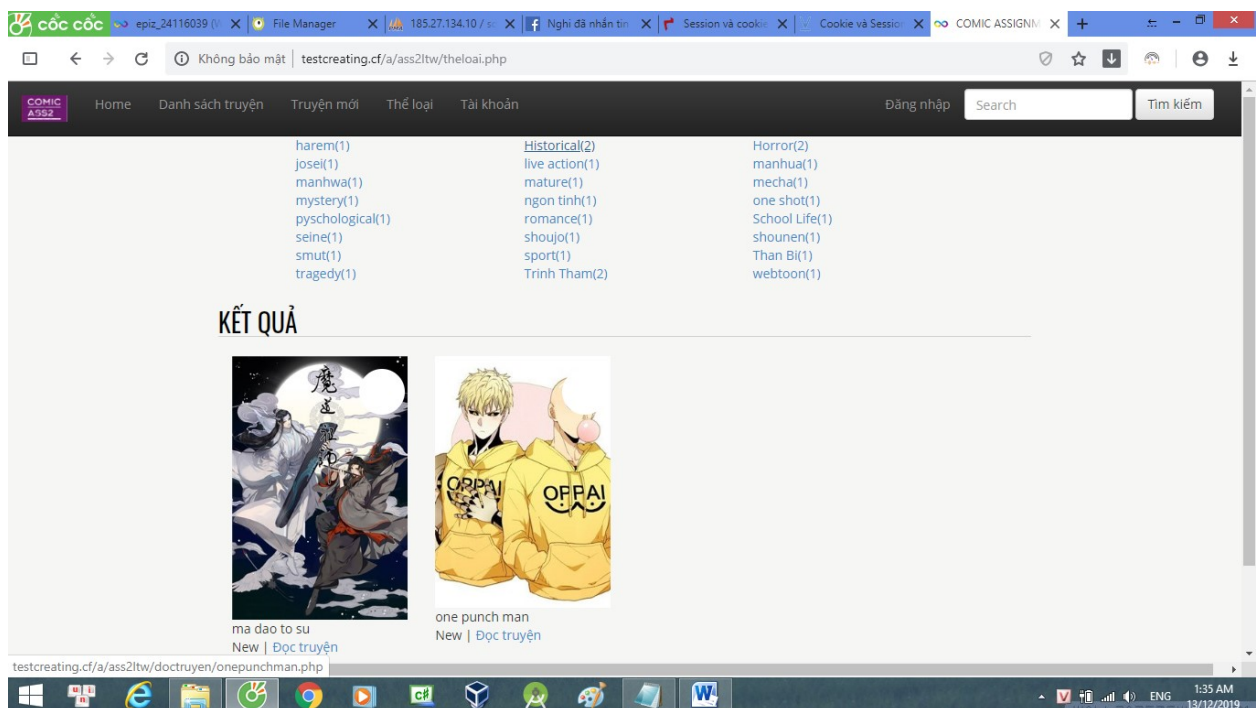 cốc cốc
epiz_24116039 (
File Manager
185.27.134.10 /
Nghi đã nhắn tin
Session và cookie
Cookie và Session
COMIC ASSIGNM
Không bảo mật | testcreating.cf/a/ass2ltw/theloai.php
COMIC
ASS2
Home Danh sách truyện Truyện mới Thể loại Tài khoản Đăng nhập Search Tìm kiếm
harem(1) Historical(2) Horror(2)
josei(1) live action(1) manhua(1)
manhwa(1) mature(1) mecha(1)
mystery(1) ngon tinh(1) one shot(1)
pyschological(1) romance(1) School Life(1)
seine(1) shoujo(1) shounen(1)
smut(1) sport(1) Than Bi(1)
tragedy(1) Trinh Tham(2) webtoon(1)
KẾT QUẢ
魔道祖师
OPPAI
OPPAI
ma dao to su
New | Đọc truyện
one punch man
New | Đọc truyện
testcreating.cf/a/ass2ltw/doctruyen/onepunchman.php
ENG
1:35 AM
13/12/2019